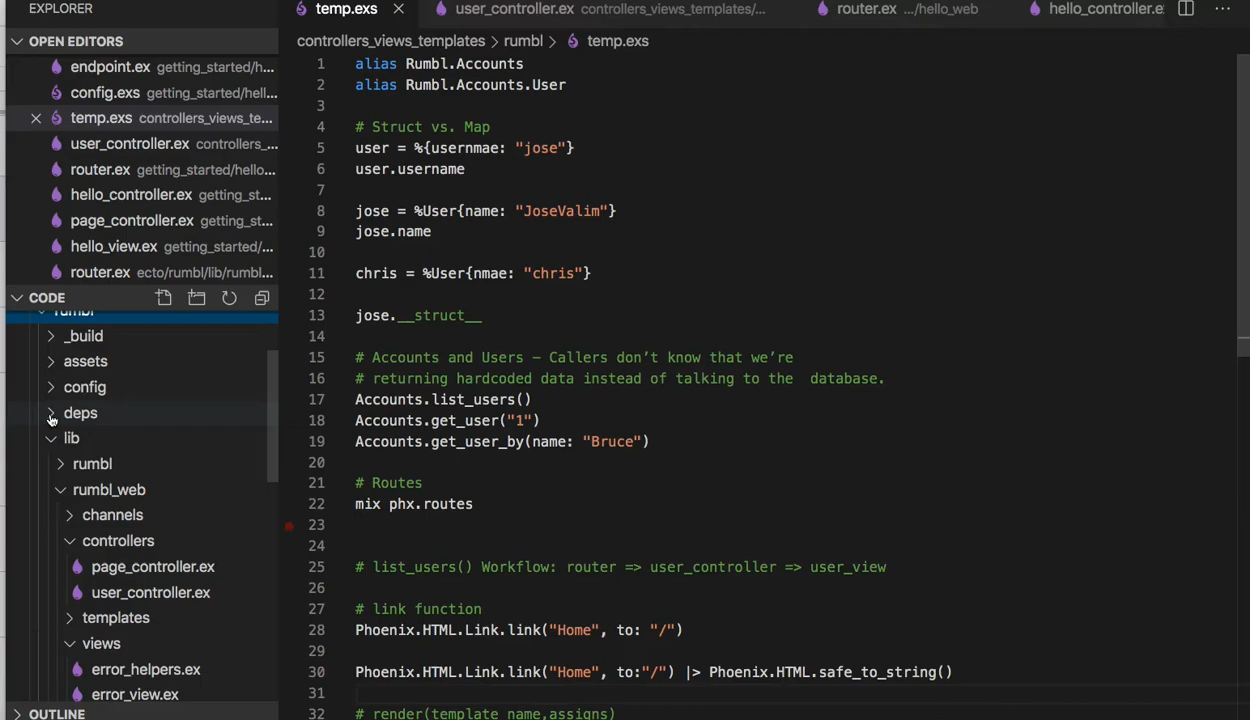 EXPLORER
temp.exs
user_controller.ex controllers_views_templates/...
router.ex .../hello_web
hello_controller.e
OPEN EDITORS
endpoint.ex getting_started/h...
config.exs getting_started/hell...
temp.exs controllers_views_te...
user_controller.ex controllers_...
router.ex getting_started/hello...
hello_controller.ex getting_st...
page_controller.ex getting_st...
hello_view.ex getting_started/...
router.ex ecto/rumbl/lib/rumbl...
CODE
rumbl
_build
assets
config
deps
lib
rumbl
rumbl_web
channels
controllers
page_controller.ex
user_controller.ex
templates
views
error_helpers.ex
error_view.ex
OUTLINE
controllers_views_templates > rumbl > temp.exs
1 alias Rumbl.Accounts
2 alias Rumbl.Accounts.User
3
4 # Struct vs. Map
5 user = %{usernmae: "jose"}
6 user.username
7
8 jose = %User{name: "JoseValim"}
9 jose.name
10
11 chris = %User{nmae: "chris"}
12
13 jose.__struct__
14
15 # Accounts and Users – Callers don't know that we're
16 # returning hardcoded data instead of talking to the  database.
17 Accounts.list_users()
18 Accounts.get_user("1")
19 Accounts.get_user_by(name: "Bruce")
20
21 # Routes
22 mix phx.routes
23
24
25 # list_users() Workflow: router => user_controller => user_view
26
27 # link function
28 Phoenix.HTML.Link.link("Home", to: "/")
29
30 Phoenix.HTML.Link.link("Home", to:"/") |> Phoenix.HTML.safe_to_string()
31
32 # render(template_name,assigns)